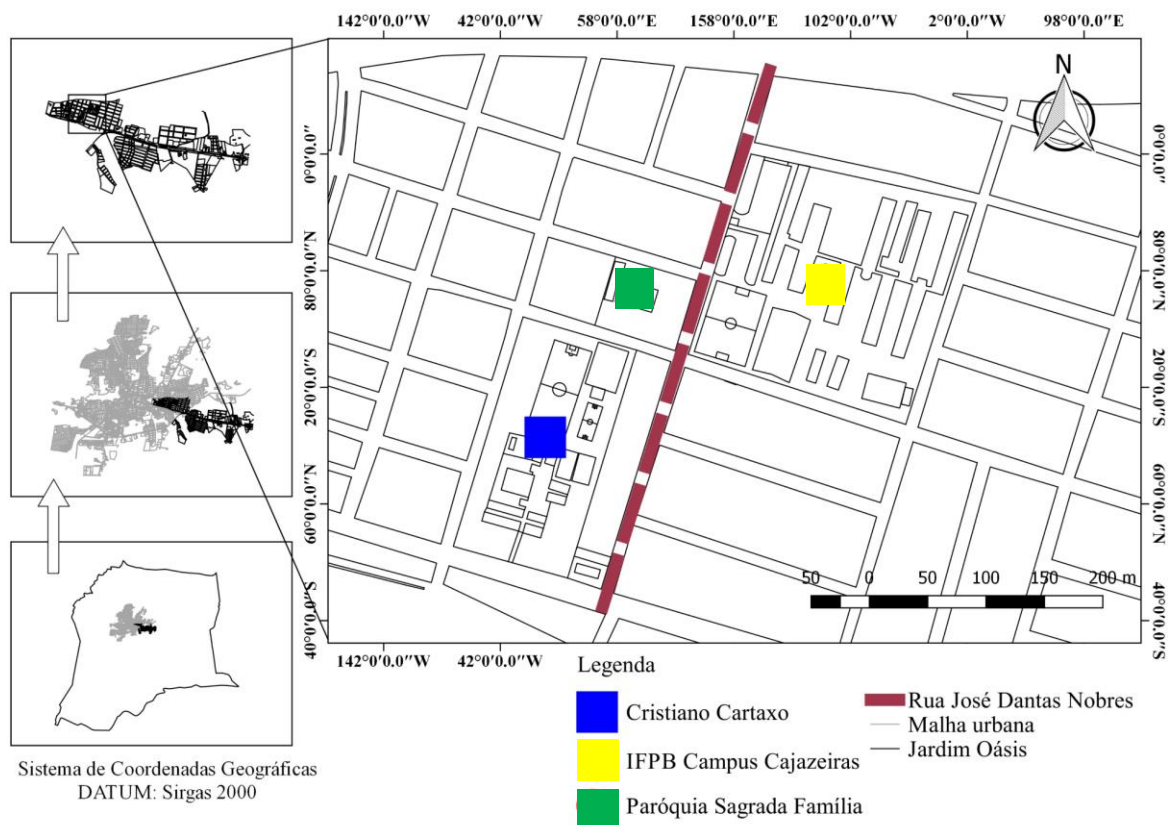 142°0'0.0"W 42°0'0.0"W 58°0'0.0"E 158°0'0.0"E 102°0'0.0"W 2°0'0.0"W 98°0'0.0"E
N
0°0'0.0"
80°0'0.0"N
20°0'0.0"S
60°0'0.0"N
40°0'0.0"S
0°0'0.0"
80°0'0.0"N
20°0'0.0"S
60°0'0.0"N
40°0'0.0"S
50 0 50 100 150 200 m
142°0'0.0"W 42°0'0.0"W
Legenda
Cristiano Cartaxo
IFPB Campus Cajazeiras
Paróquia Sagrada Família
Rua José Dantas Nobres
Malha urbana
Jardim Oásis
Sistema de Coordenadas Geográficas
DATUM: Sirgas 2000